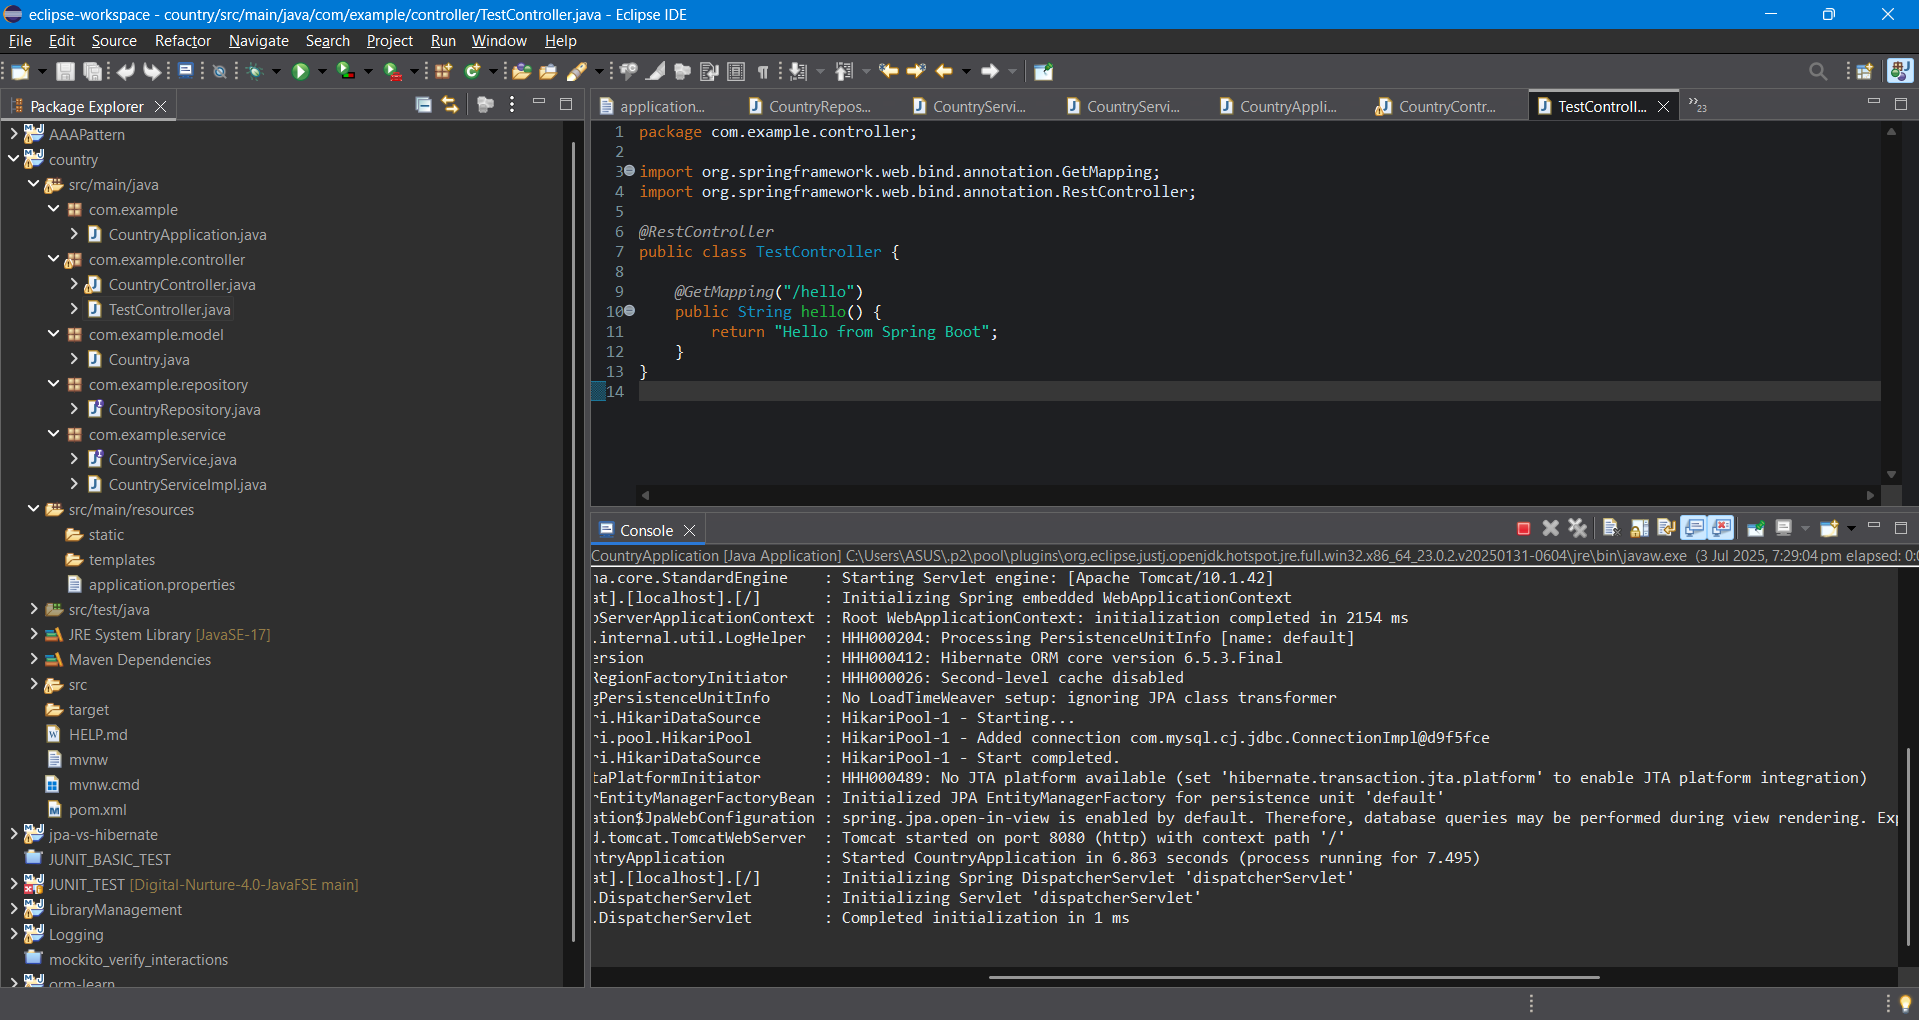 eclipse-workspace - country/src/main/java/com/example/controller/TestController.java - Eclipse IDE
File Edit Source Refactor Navigate Search Project Run Window Help
Package Explorer
AAAPattern
country
src/main/java
com.example
CountryApplication.java
com.example.controller
CountryController.java
TestController.java
com.example.model
Country.java
com.example.repository
CountryRepository.java
com.example.service
CountryService.java
CountryServiceImpl.java
src/main/resources
static
templates
application.properties
src/test/java
JRE System Library [JavaSE-17]
Maven Dependencies
src
target
HELP.md
mvnw
mvnw.cmd
pom.xml
jpa-vs-hibernate
JUNIT_BASIC_TEST
JUNIT_TEST [Digital-Nurture-4.0-JavaFSE main]
LibraryManagement
Logging
mockito_verify_interactions
orm-learn
application... CountryRepos... CountryServi... CountryServi... CountryAppli... CountryContr... TestControll... »23
1 package com.example.controller;
2
3 import org.springframework.web.bind.annotation.GetMapping;
4 import org.springframework.web.bind.annotation.RestController;
5
6 @RestController
7 public class TestController {
8
9 @GetMapping("/hello")
10 public String hello() {
11 return "Hello from Spring Boot";
12 }
13 }
14
Console
CountryApplication [Java Application] C:\Users\ASUS\.p2\pool\plugins\org.eclipse.justj.openjdk.hotspot.jre.full.win32.x86_64_23.0.2.v20250131-0604\jre\bin\javaw.exe (3 Jul 2025, 7:29:04 pm elapsed: 0:0
na.core.StandardEngine : Starting Servlet engine: [Apache Tomcat/10.1.42]
at].[localhost].[/] : Initializing Spring embedded WebApplicationContext
oServerApplicationContext : Root WebApplicationContext: initialization completed in 2154 ms
.internal.util.LogHelper : HHH000204: Processing PersistenceUnitInfo [name: default]
ersion : HHH000412: Hibernate ORM core version 6.5.3.Final
RegionFactoryInitiator : HHH000026: Second-level cache disabled
gPersistenceUnitInfo : No LoadTimeWeaver setup: ignoring JPA class transformer
ri.HikariDataSource : HikariPool-1 - Starting...
ri.pool.HikariPool : HikariPool-1 - Added connection com.mysql.cj.jdbc.ConnectionImpl@d9f5fce
ri.HikariDataSource : HikariPool-1 - Start completed.
taPlatformInitiator : HHH000489: No JTA platform available (set 'hibernate.transaction.jta.platform' to enable JTA platform integration)
rEntityManagerFactoryBean : Initialized JPA EntityManagerFactory for persistence unit 'default'
ation$JpaWebConfiguration : spring.jpa.open-in-view is enabled by default. Therefore, database queries may be performed during view rendering. Exp
d.tomcat.TomcatWebServer : Tomcat started on port 8080 (http) with context path '/'
ntryApplication : Started CountryApplication in 6.863 seconds (process running for 7.495)
at].[localhost].[/] : Initializing Spring DispatcherServlet 'dispatcherServlet'
.DispatcherServlet : Initializing Servlet 'dispatcherServlet'
.DispatcherServlet : Completed initialization in 1 ms